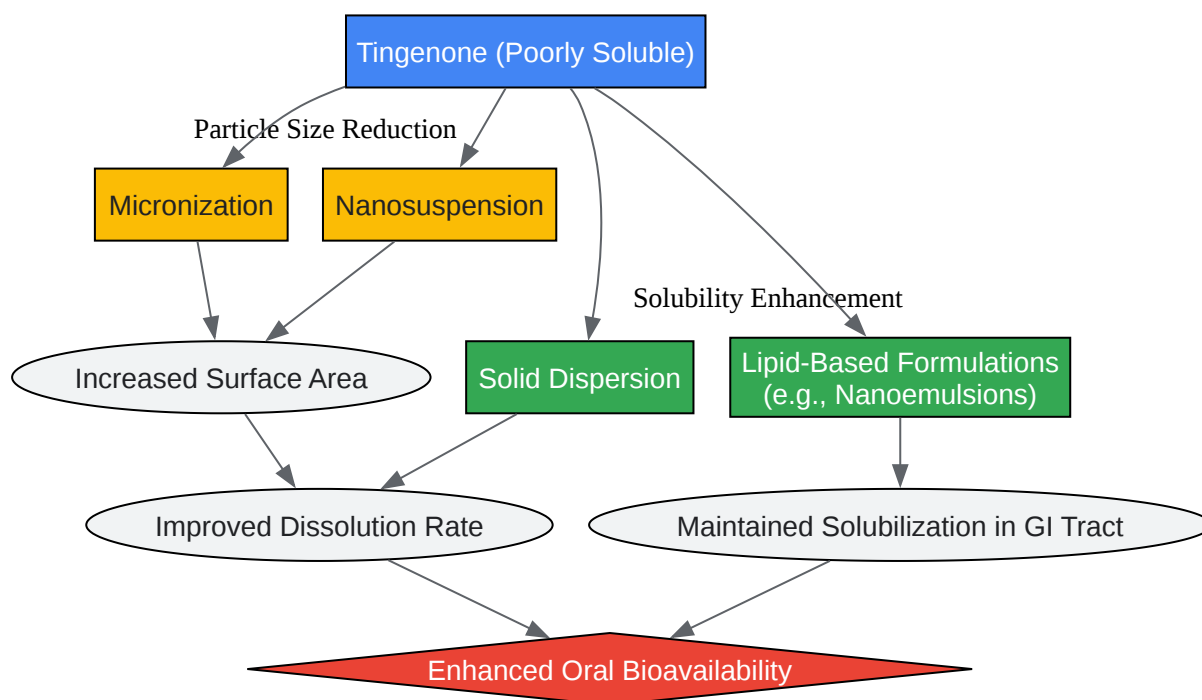 Tingenone (Poorly Soluble)
Particle Size Reduction
Micronization
Nanosuspension
Solubility Enhancement
Increased Surface Area
Solid Dispersion
Lipid-Based Formulations
(e.g., Nanoemulsions)
Improved Dissolution Rate
Maintained Solubilization in GI Tract
Enhanced Oral Bioavailability